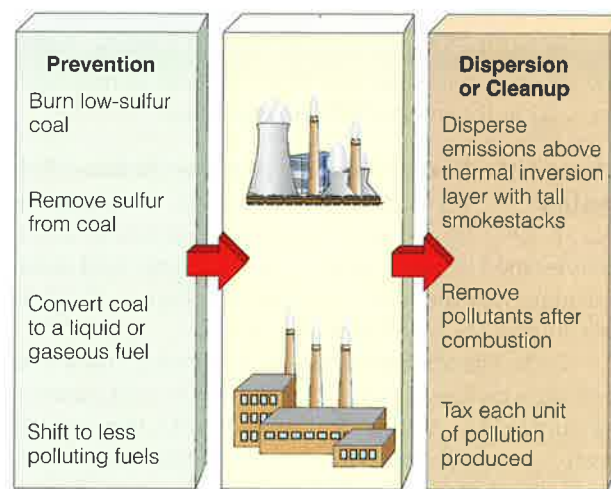 Prevention
Burn low-sulfur
coal
Remove sulfur
from coal
Convert coal
to a liquid or
gaseous fuel
Shift to less
polluting fuels
Dispersion
or Cleanup
Disperse
emissions above
thermal inversion
layer with tall
smokestacks
Remove
pollutants after
combustion
Tax each unit
of pollution
produced